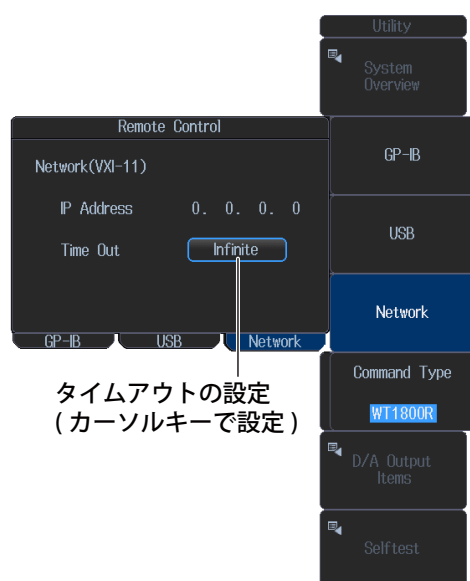 Utility
System
Overview
Remote Control
Network(VXI-11)
IP Address 0. 0. 0. 0
Time Out Infinite
GP-IB USB Network
GP-IB
USB
Network
Command Type
WT1800R
D/A Output
Items
Selftest
タイムアウトの設定
(カーソルキーで設定)